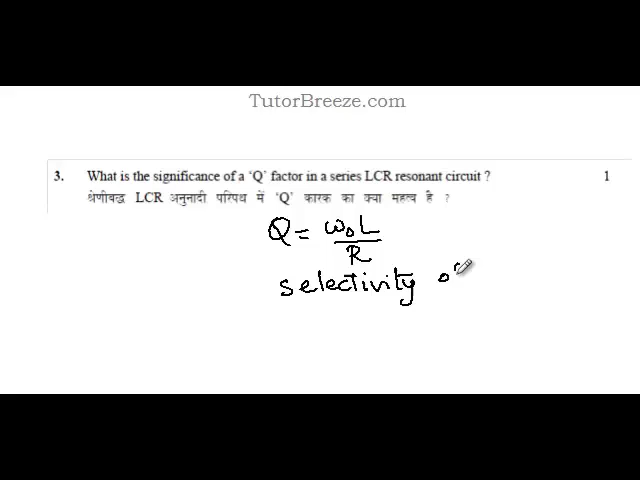 TutorBreeze.com
3. What is the significance of a 'Q' factor in a series LCR resonant circuit ? 1
श्रेणीबद्ध LCR अनुनादी परिपथ में 'Q' कारक का क्या महत्व है ?
Q = ω₀L
R
selectivity